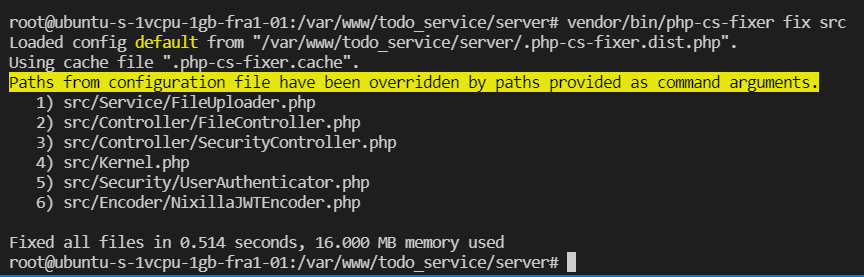 root@ubuntu-s-1vcpu-1gb-fra1-01:/var/www/todo_service/server# vendor/bin/php-cs-fixer fix src
Loaded config default from "/var/www/todo_service/server/.php-cs-fixer.dist.php".
Using cache file ".php-cs-fixer.cache".
Paths from configuration file have been overridden by paths provided as command arguments.
1) src/Service/FileUploader.php
2) src/Controller/FileController.php
3) src/Controller/SecurityController.php
4) src/Kernel.php
5) src/Security/UserAuthenticator.php
6) src/Encoder/NixillaJWTEncoder.php
Fixed all files in 0.514 seconds, 16.000 MB memory used
root@ubuntu-s-1vcpu-1gb-fra1-01:/var/www/todo_service/server#